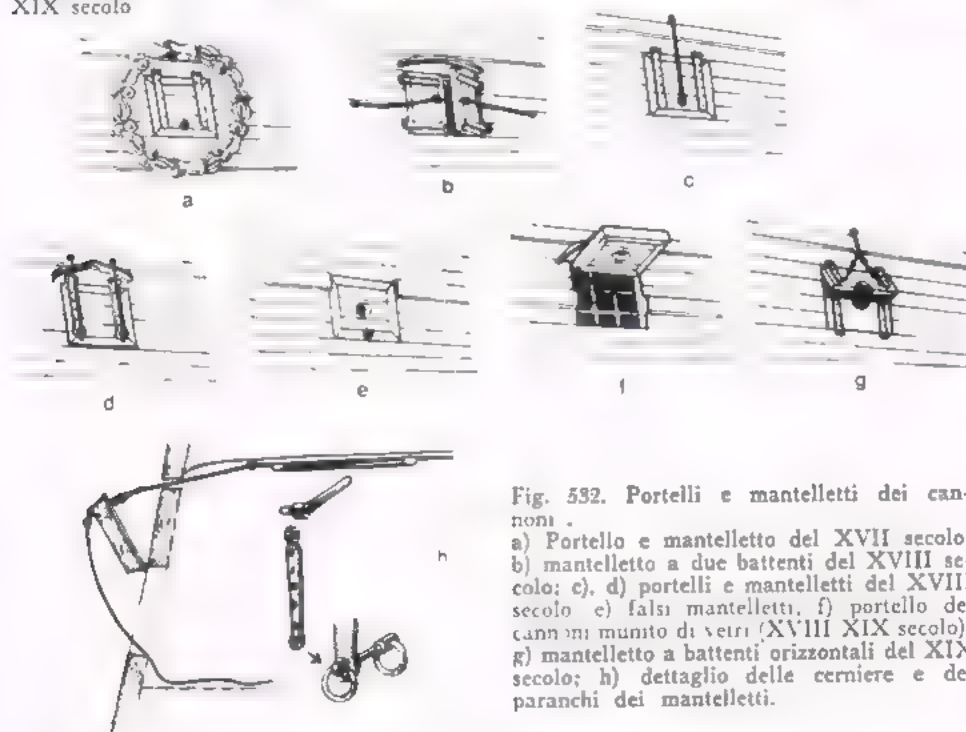 XIX secolo
a
b
c
d
e
f
g
h
Fig. 532. Portelli e mantelletti dei can-
noni .
a) Portello e mantelletto del XVII secolo
b) mantelletto a due battenti del XVIII se-
colo; c), d) portelli e mantelletti del XVII
secolo e) falsi mantelletti, f) portello de
cannoni munito di vetri (XVIII XIX secolo)
g) mantelletto a battenti orizzontali del XIX
secolo; h) dettaglio delle cerniere e de
paranchi dei mantelletti.